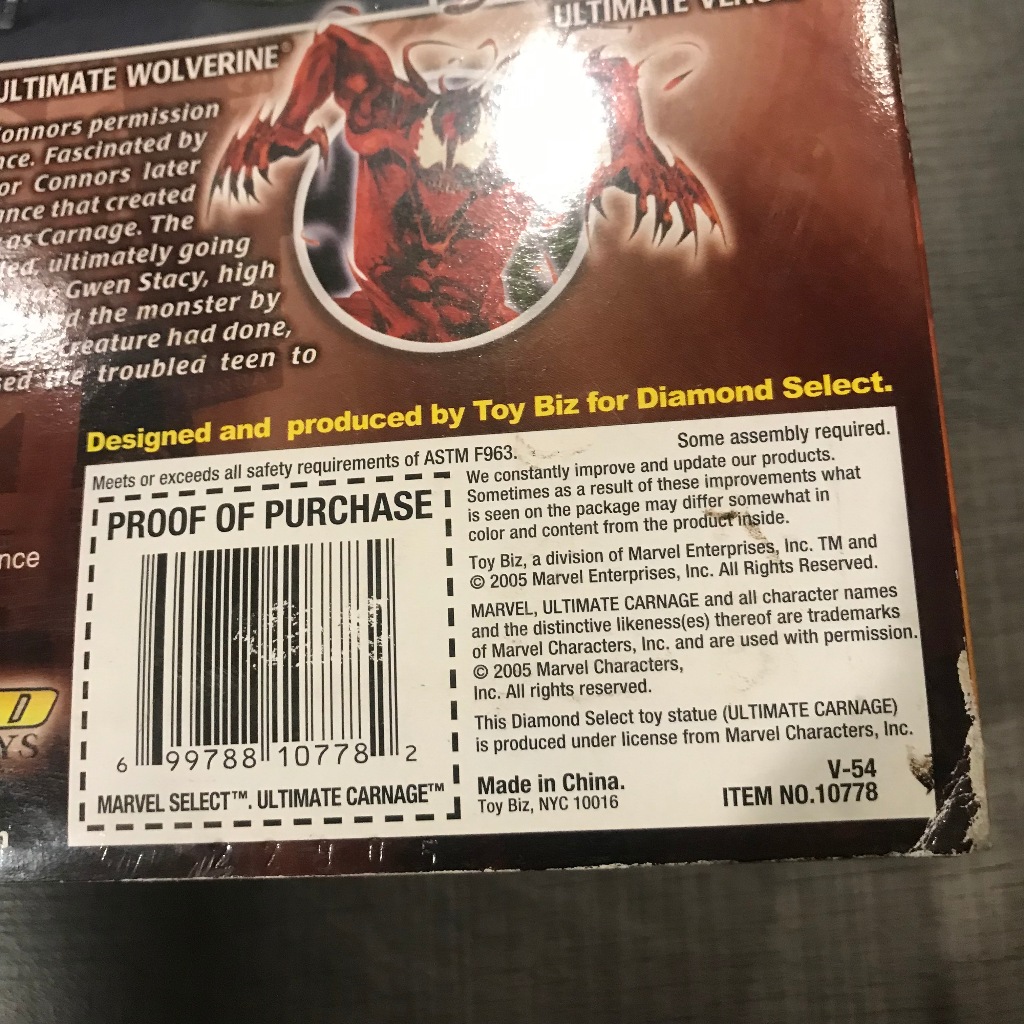 ULTIMATE WOLVERINE®
ULTIMATE
onnors permission
nce. Fascinated by
or Connors later
ance that created
as Carnage. The
ted, ultimately going
Gwen Stacy, high
d the monster by
creature had done,
sed the troubled teen to
Designed and produced by Toy Biz for Diamond Select.
Meets or exceeds all safety requirements of ASTM F963.
Some assembly required.
PROOF OF PURCHASE
6 99788 10778 2
MARVEL SELECT™. ULTIMATE CARNAGE™
We constantly improve and update our products.
Sometimes as a result of these improvements what
is seen on the package may differ somewhat in
color and content from the product inside.
Toy Biz, a division of Marvel Enterprises, Inc. TM and
© 2005 Marvel Enterprises, Inc. All Rights Reserved.
MARVEL, ULTIMATE CARNAGE and all character names
and the distinctive likeness(es) thereof are trademarks
of Marvel Characters, Inc. and are used with permission.
© 2005 Marvel Characters,
Inc. All rights reserved.
This Diamond Select toy statue (ULTIMATE CARNAGE)
is produced under license from Marvel Characters, Inc.
Made in China.
Toy Biz, NYC 10016
V-54
ITEM NO.10778
nce
D
YS